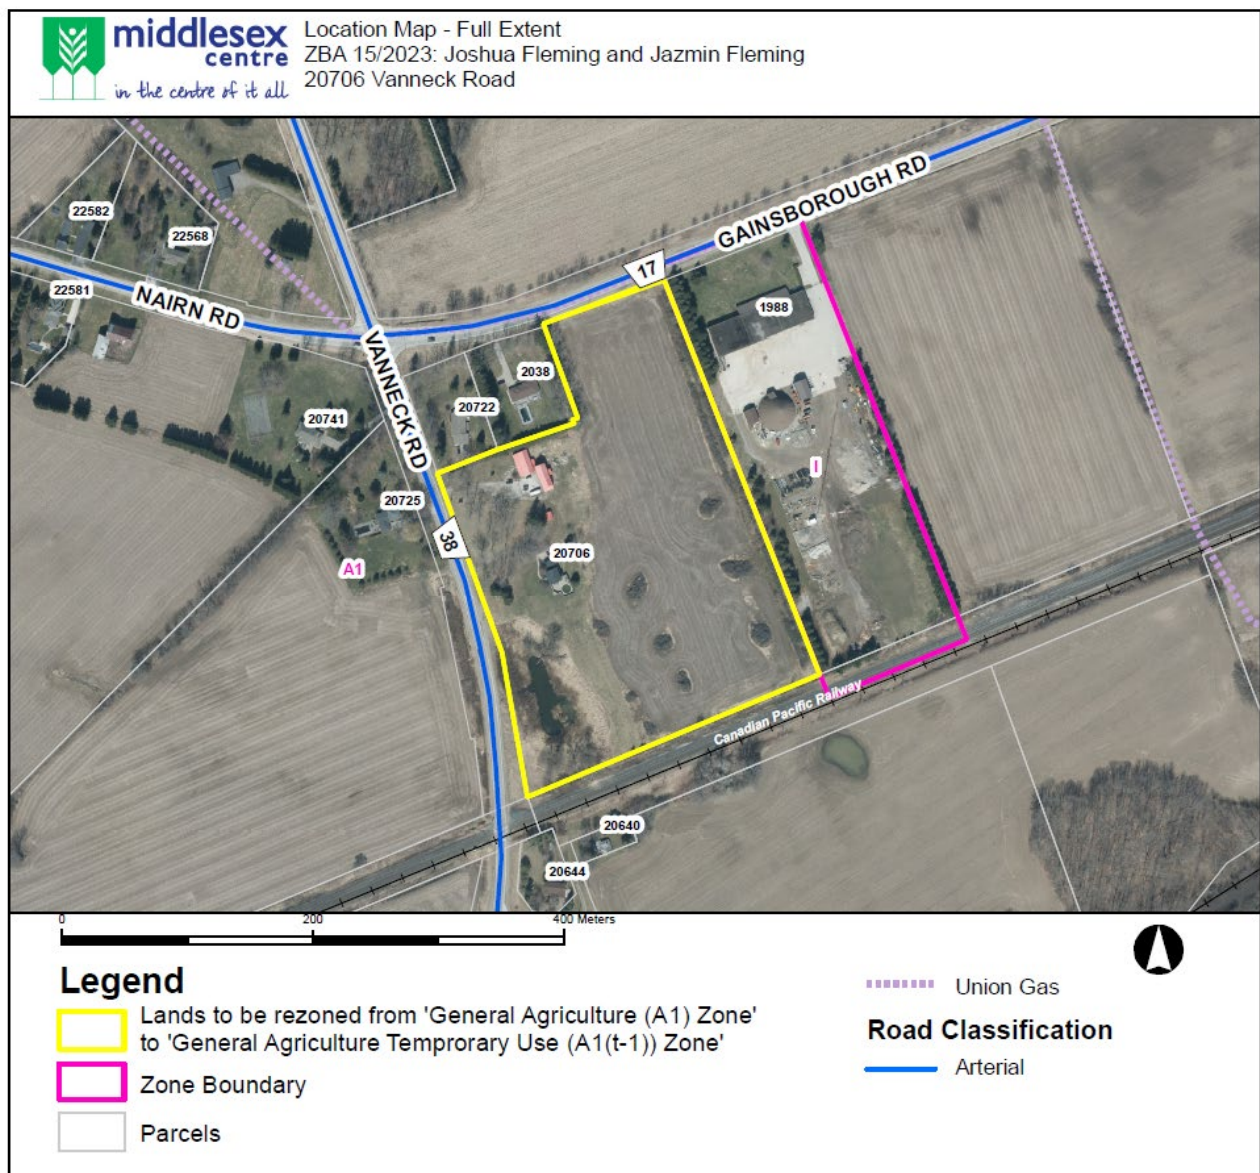 middlesex
centre
in the centre of it all
Location Map - Full Extent
ZBA 15/2023: Joshua Fleming and Jazmin Fleming
20706 Vanneck Road
GAINSBOROUGH RD
22582
22568
17
22581
NAIRN RD
1988
VANNECK RD
2038
20722
20741
I
20725
38
20706
A1
Canadian Pacific Railway
20640
20644
0 200 400 Meters
Legend
Lands to be rezoned from 'General Agriculture (A1) Zone'
to 'General Agriculture Temprorary Use (A1(t-1)) Zone'
Zone Boundary
Parcels
Union Gas
Road Classification
Arterial